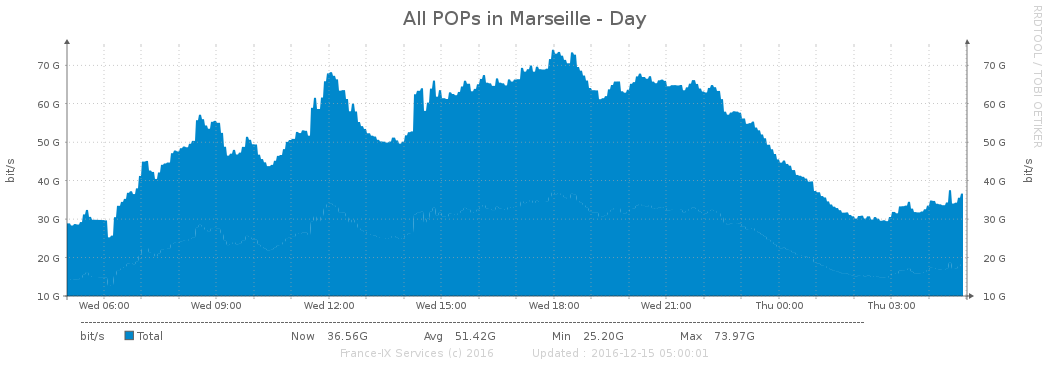 All POPs in Marseille - Day
RRDTOOL / TOBI OETIKER
bit/s
70 G
60 G
50 G
40 G
30 G
20 G
10 G
70 G
60 G
50 G
40 G
30 G
20 G
10 G
bit/s
Wed 06:00 Wed 09:00 Wed 12:00 Wed 15:00 Wed 18:00 Wed 21:00 Thu 00:00 Thu 03:00
bit/s Total Now 36.56G Avg 51.42G Min 25.20G Max 73.97G
France-IX Services (c) 2016 Updated : 2016-12-15 05:00:01